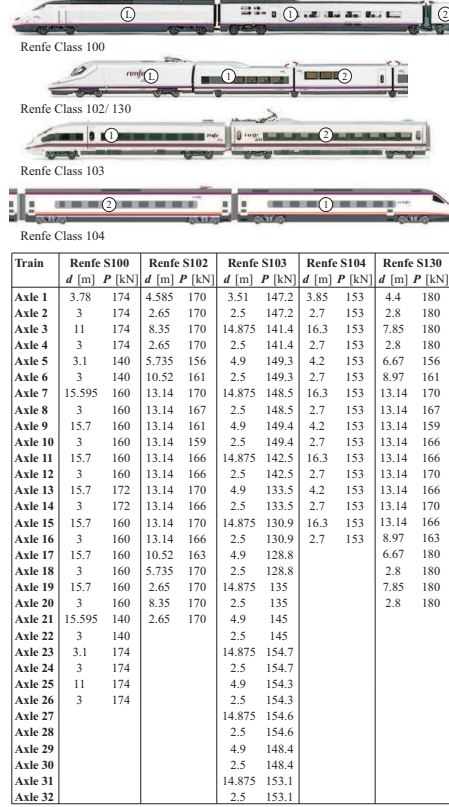 L 1 2
Renfe Class 100
renfe L 1 2
Renfe Class 102/ 130
1 2
Renfe Class 103
2 1
Renfe Class 104
Train Renfe S100 Renfe S102 Renfe S103 Renfe S104 Renfe S130
d [m] P [kN] d [m] P [kN] d [m] P [kN] d [m] P [kN] d [m] P [kN]
Axle 1 3.78 174 4.585 170 3.51 147.2 3.85 153 4.4 180
Axle 2 3 174 2.65 170 2.5 147.2 2.7 153 2.8 180
Axle 3 11 174 8.35 170 14.875 141.4 16.3 153 7.85 180
Axle 4 3 174 2.65 170 2.5 141.4 2.7 153 2.8 180
Axle 5 3.1 140 5.735 156 4.9 149.3 4.2 153 6.67 156
Axle 6 3 140 10.52 161 2.5 149.3 2.7 153 8.97 161
Axle 7 15.595 160 13.14 170 14.875 148.5 16.3 153 13.14 170
Axle 8 3 160 13.14 167 2.5 148.5 2.7 153 13.14 167
Axle 9 15.7 160 13.14 161 4.9 149.4 4.2 153 13.14 159
Axle 10 3 160 13.14 159 2.5 149.4 2.7 153 13.14 166
Axle 11 15.7 160 13.14 166 14.875 142.5 16.3 153 13.14 166
Axle 12 3 160 13.14 166 2.5 142.5 2.7 153 13.14 170
Axle 13 15.7 172 13.14 170 4.9 133.5 4.2 153 13.14 166
Axle 14 3 172 13.14 166 2.5 133.5 2.7 153 13.14 170
Axle 15 15.7 160 13.14 170 14.875 130.9 16.3 153 13.14 166
Axle 16 3 160 13.14 170 2.5 130.9 2.7 153 8.97 163
Axle 17 15.7 160 10.52 163 4.9 128.8 6.67 180
Axle 18 3 160 5.735 170 2.5 128.8 2.8 180
Axle 19 15.7 160 2.65 170 14.875 135 7.85 180
Axle 20 3 160 8.35 170 2.5 135 2.8 180
Axle 21 15.595 140 2.65 170 4.9 145
Axle 22 3 140 2.5 145
Axle 23 3.1 174 14.875 154.7
Axle 24 3 174 2.5 154.7
Axle 25 11 174 4.9 154.3
Axle 26 3 174 2.5 154.3
Axle 27 14.875 154.6
Axle 28 2.5 154.6
Axle 29 4.9 148.4
Axle 30 2.5 148.4
Axle 31 14.875 153.1
Axle 32 2.5 153.1